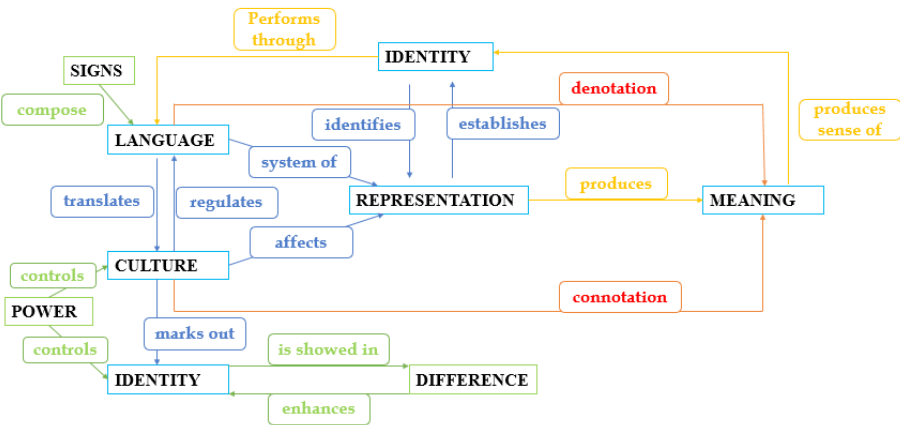 Performs
through
IDENTITY
SIGNS
denotation
compose
identifies
establishes
produces
sense of
LANGUAGE
system of
translates
regulates
REPRESENTATION
produces
MEANING
affects
CULTURE
controls
connotation
POWER
marks out
controls
is showed in
IDENTITY
DIFFERENCE
enhances